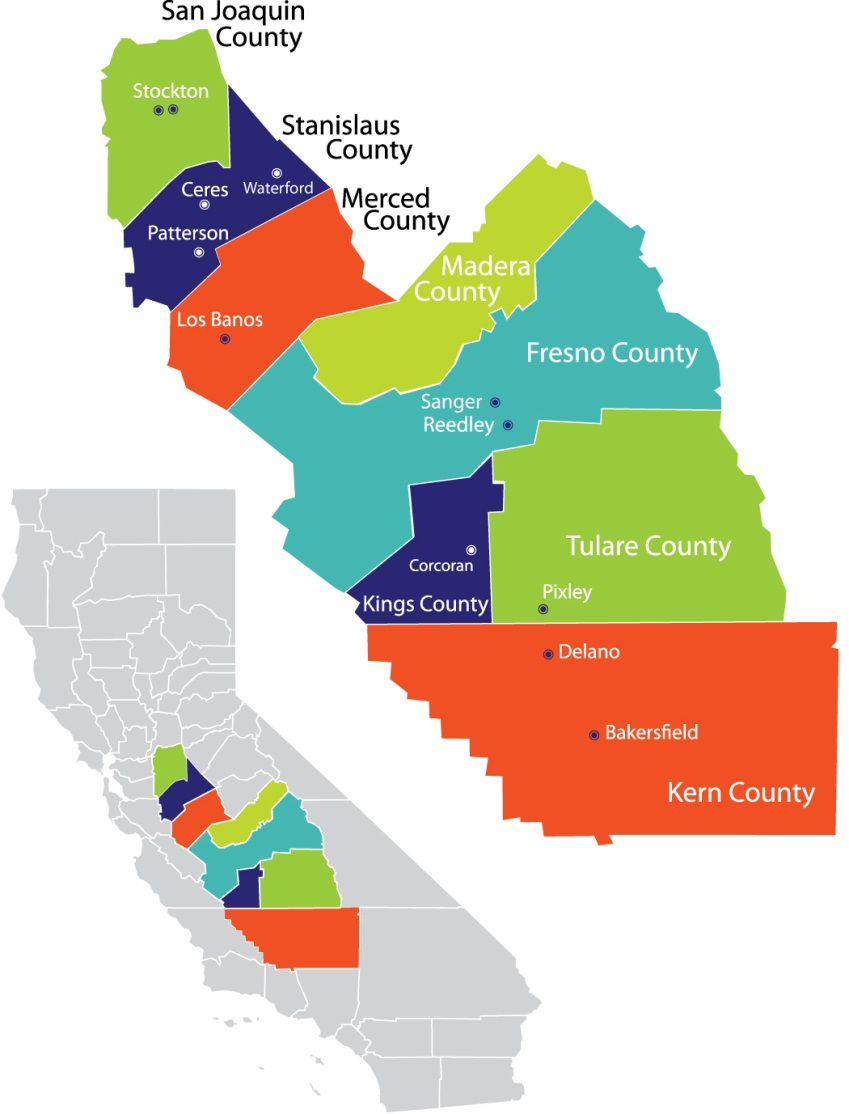 San Joaquin
County
Stockton
Stanislaus
County
Ceres
Waterford
Merced
County
Patterson
Madera
County
Los Banos
Fresno County
Sanger
Reedley
Tulare County
Corcoran
Pixley
Kings County
Delano
Bakersfield
Kern County